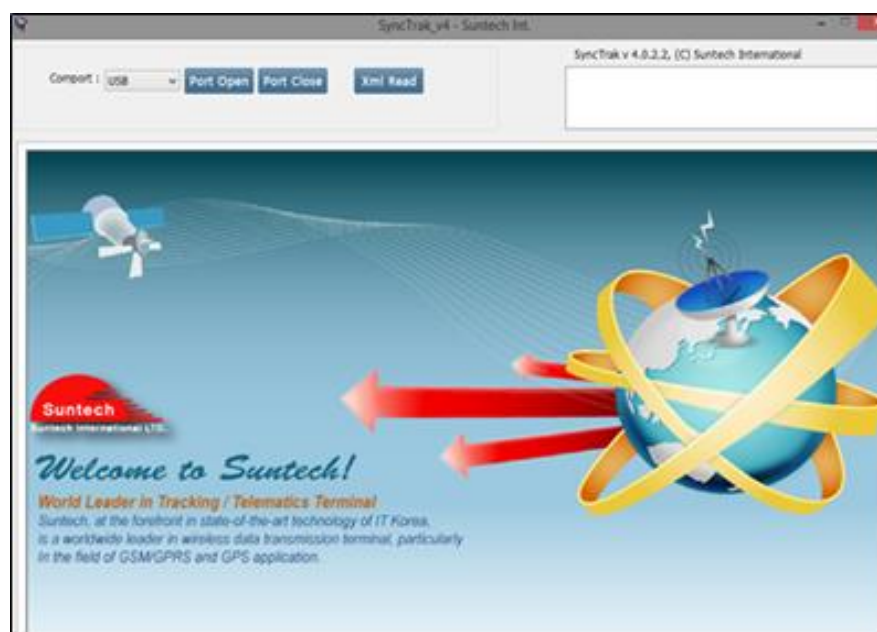 SyncTrak_v4 - Suntech Int.
SyncTrak v 4.0.2.2, (C) Suntech International
Comport : USB Port Open Port Close Xml Read
Suntech
Suntech International LTD.
Welcome to Suntech!
World Leader in Tracking / Telematics Terminal
Suntech, at the forefront in state-of-the-art technology of IT Korea,
is a worldwide leader in wireless data transmission terminal, particularly
In the field of GSM/GPRS and GPS application.